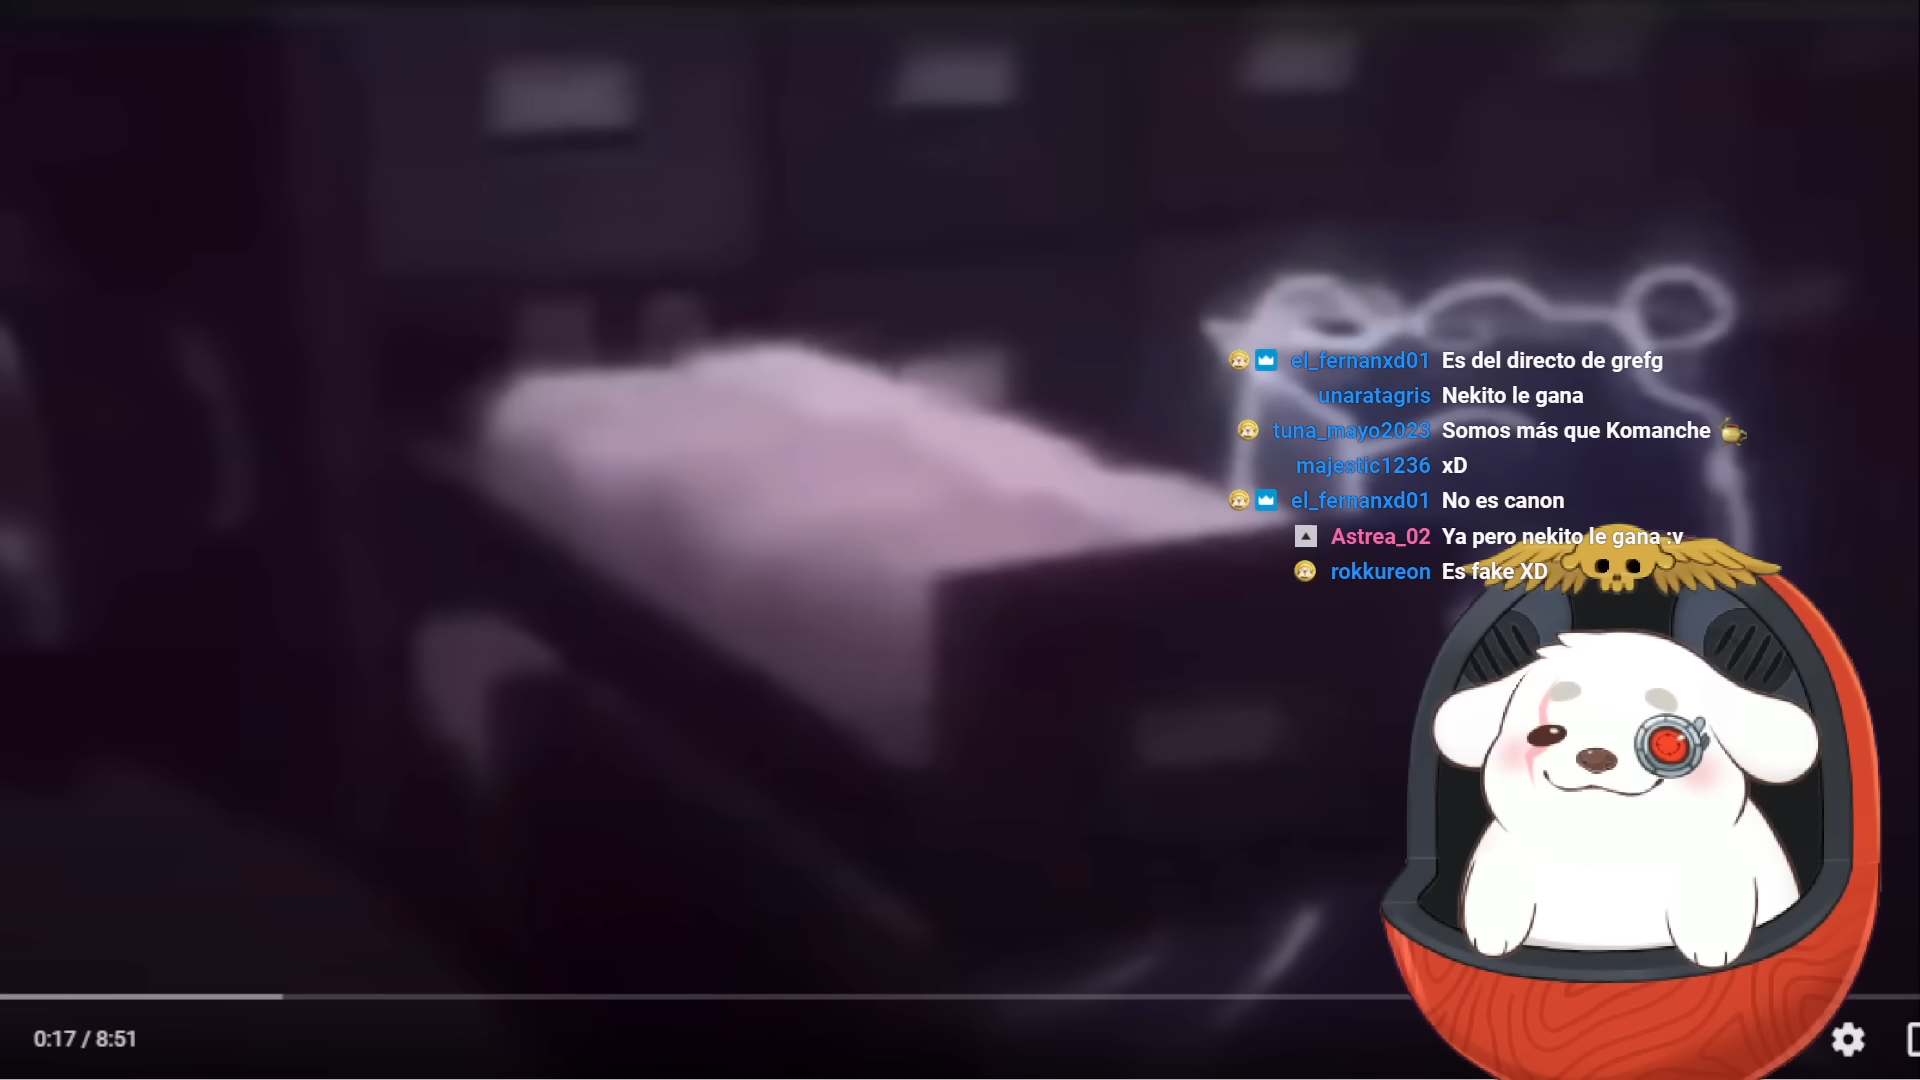 el_fernanxd01 Es del directo de grefg
unaratagris Nekito le gana
tuna_mayo2023 Somos más que Komanche
majestic1236 xD
el_fernanxd01 No es canon
Astrea_02 Ya pero nekito le gana :v
rokkureon Es fake XD
0:17 / 8:51